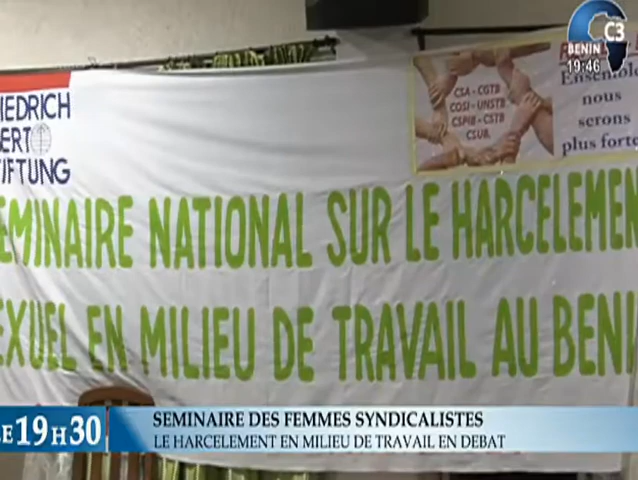 C3
BENIN
19:46
CSA - CGTB
COSI - UNSTB
CSPIB - CSTB
CSUB.
Ensemble
nous
serons
plus forte
IEDRICH
ERT
IFTUNG
EMINAIRE NATIONAL SUR LE HARCELEMEN
EXUEL EN MILIEU DE TRAVAIL AU BENI
LE 19H30
SEMINAIRE DES FEMMES SYNDICALISTES
LE HARCELEMENT EN MILIEU DE TRAVAIL EN DEBAT